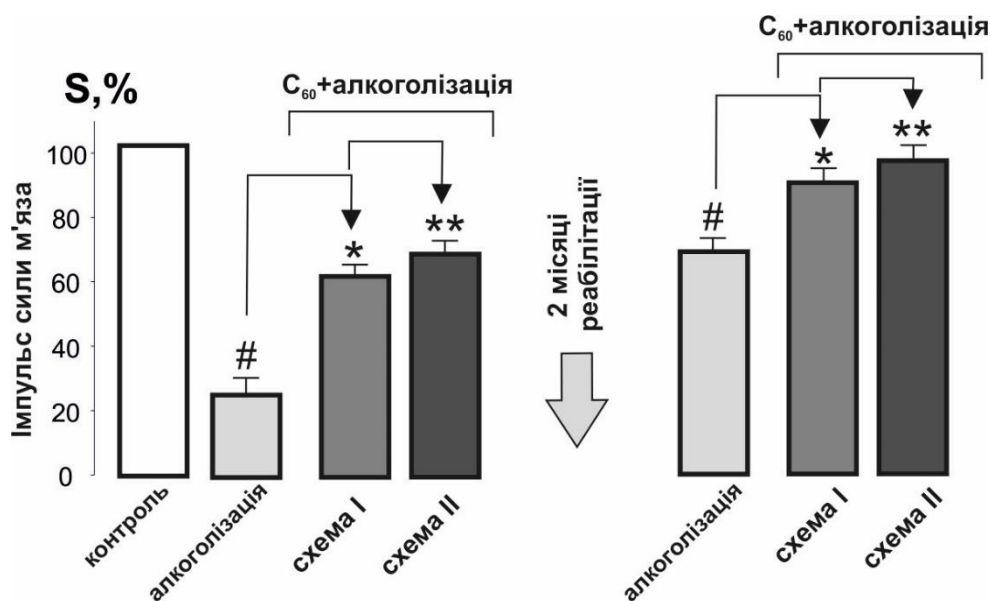 S,%
Імпульс сили м'яза
100
80
60
40
20
0
C₆₀+алкоголізація
#
*
**
контроль
алкоголізація
схема I
схема II
2 місяці
реабілітації
C₆₀+алкоголізація
#
*
**
алкоголізація
схема I
схема II